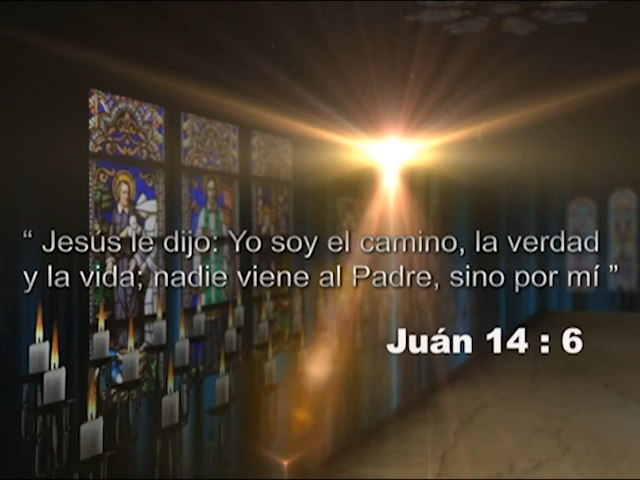 “ Jesús le dijo: Yo soy el camino, la verdad
y la vida; nadie viene al Padre, sino por mí ”
Juán 14 : 6